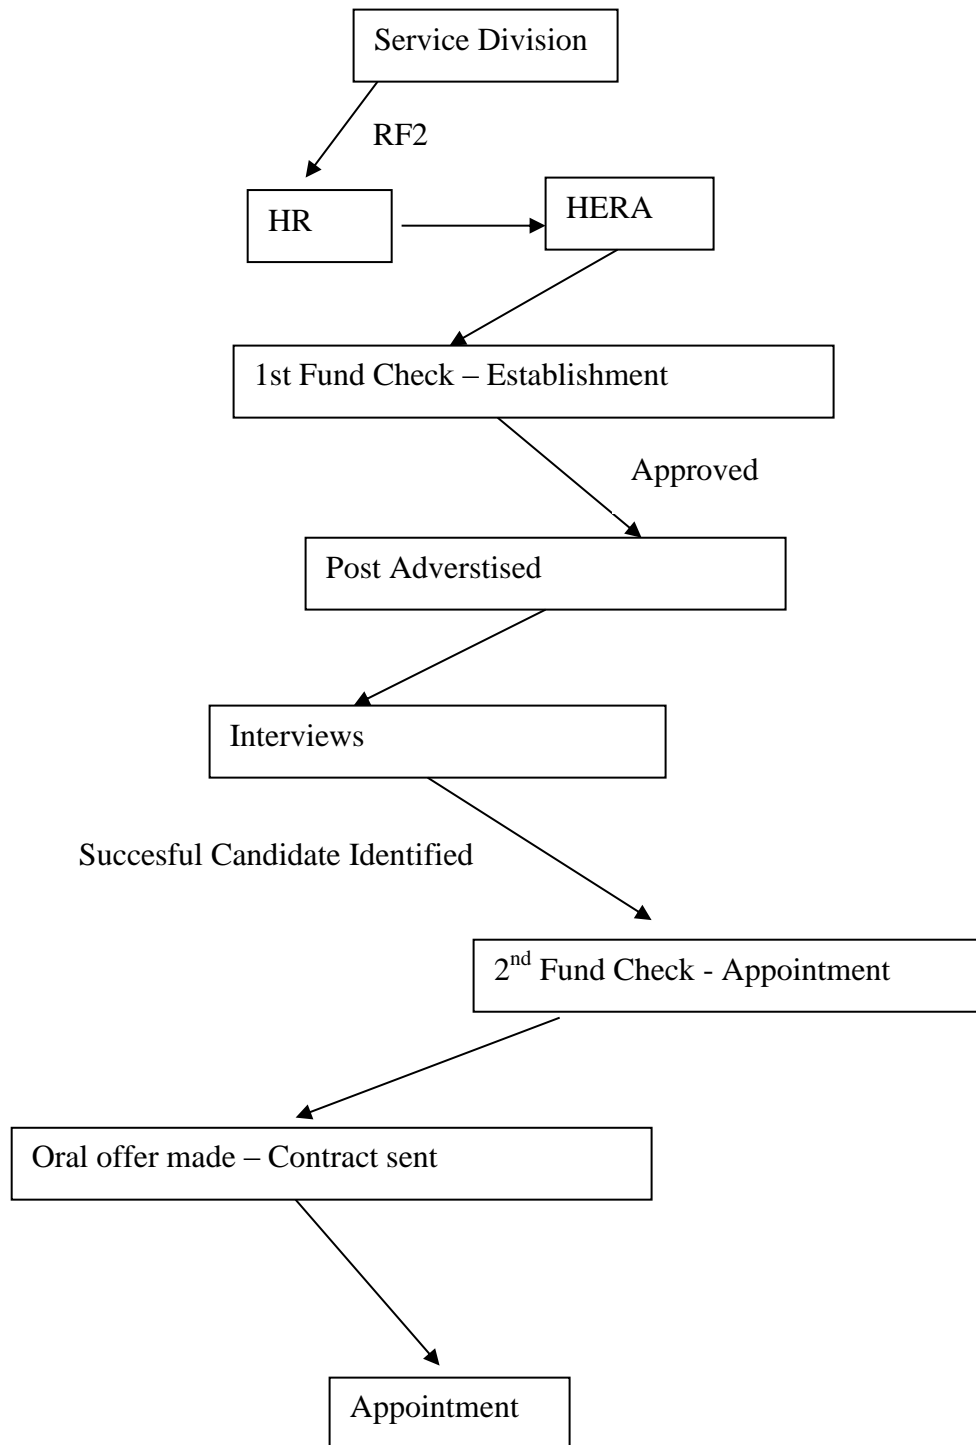 Service Division
RF2
HR
HERA
1st Fund Check – Establishment
Approved
Post Adverstised
Interviews
Succesful Candidate Identified
2nd Fund Check - Appointment
Oral offer made – Contract sent
Appointment